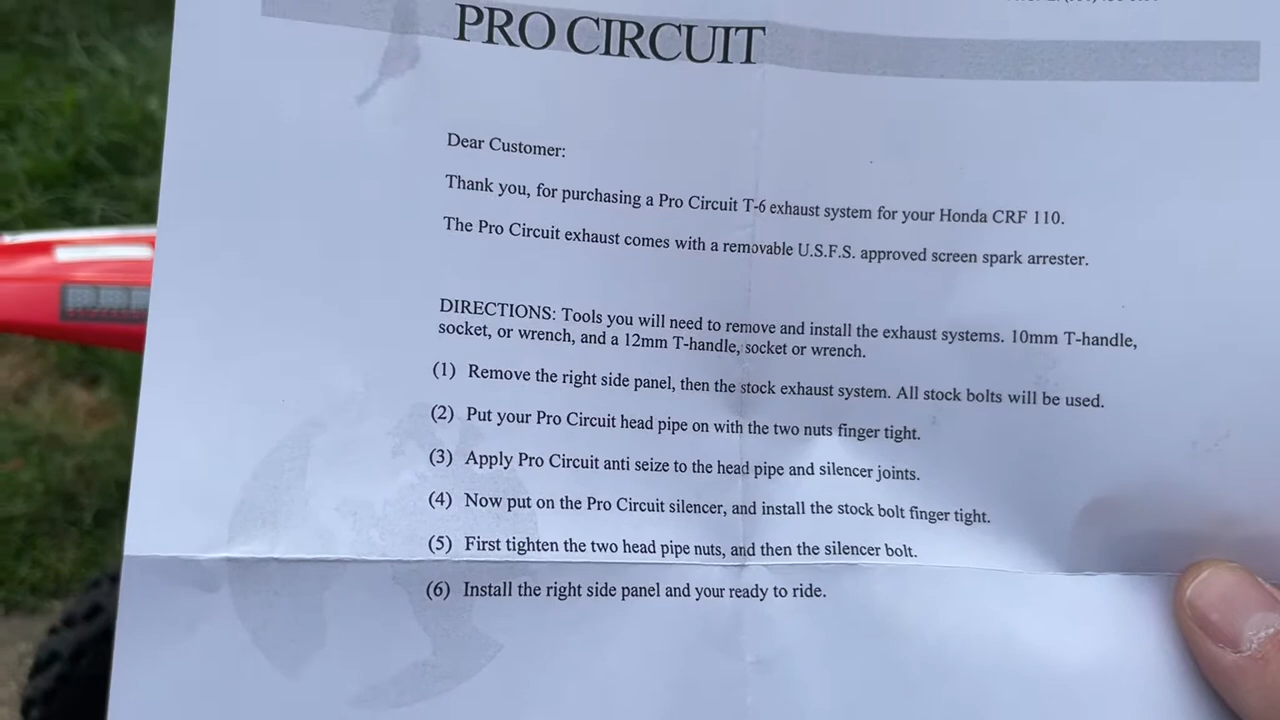 PRO CIRCUIT
Dear Customer:
Thank you, for purchasing a Pro Circuit T-6 exhaust system for your Honda CRF 110.
The Pro Circuit exhaust comes with a removable U.S.F.S. approved screen spark arrester.
DIRECTIONS: Tools you will need to remove and install the exhaust systems. 10mm T-handle,
socket, or wrench, and a 12mm T-handle, socket or wrench.
(1) Remove the right side panel, then the stock exhaust system. All stock bolts will be used.
(2) Put your Pro Circuit head pipe on with the two nuts finger tight.
(3) Apply Pro Circuit anti seize to the head pipe and silencer joints.
(4) Now put on the Pro Circuit silencer, and install the stock bolt finger tight.
(5) First tighten the two head pipe nuts, and then the silencer bolt.
(6) Install the right side panel and your ready to ride.